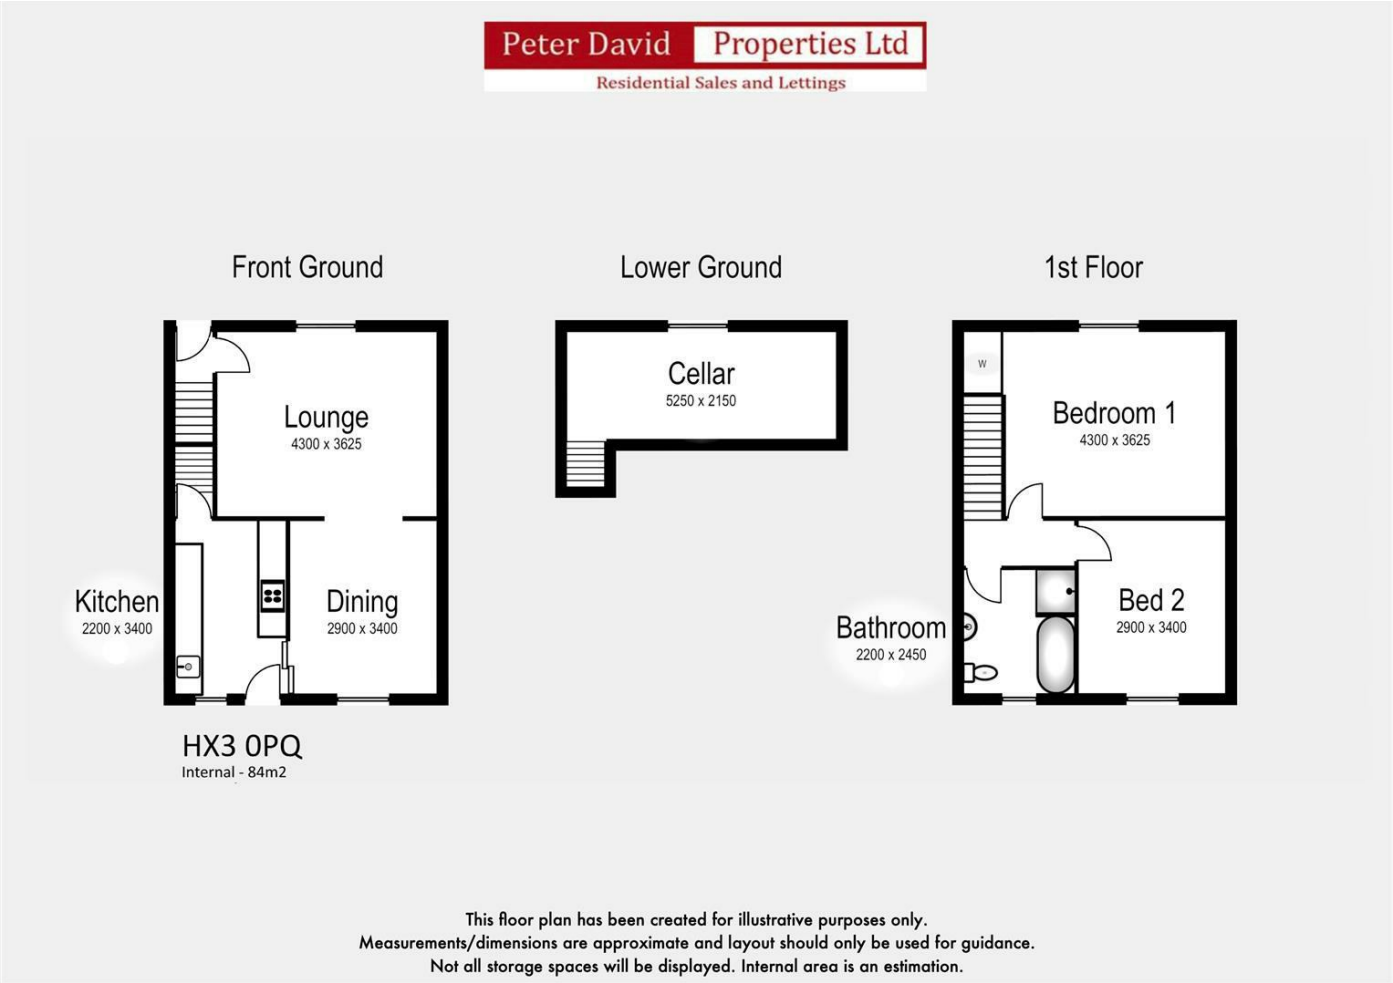 Peter David Properties Ltd
Residential Sales and Lettings
Front Ground
Lounge
4300 x 3625
Kitchen
2200 x 3400
Dining
2900 x 3400
HX3 0PQ
Internal - 84m2
Lower Ground
Cellar
5250 x 2150
1st Floor
W
Bedroom 1
4300 x 3625
Bed 2
2900 x 3400
Bathroom
2200 x 2450
This floor plan has been created for illustrative purposes only.
Measurements/dimensions are approximate and layout should only be used for guidance.
Not all storage spaces will be displayed. Internal area is an estimation.